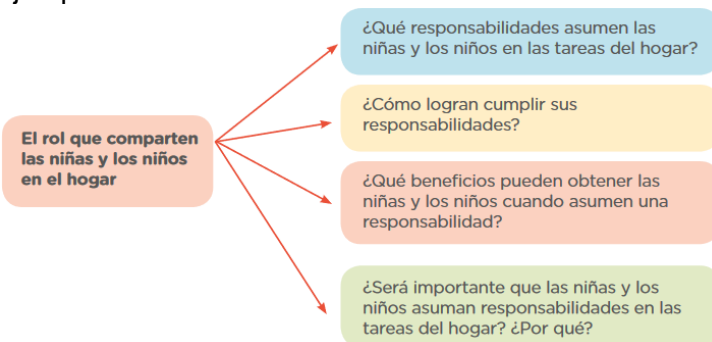 ¿Qué responsabilidades asumen las
niñas y los niños en las tareas del hogar?
¿Cómo logran cumplir sus
responsabilidades?
El rol que comparten
las niñas y los niños
en el hogar
¿Qué beneficios pueden obtener las
niñas y los niños cuando asumen una
responsabilidad?
¿Será importante que las niñas y los
niños asuman responsabilidades en las
tareas del hogar? ¿Por qué?